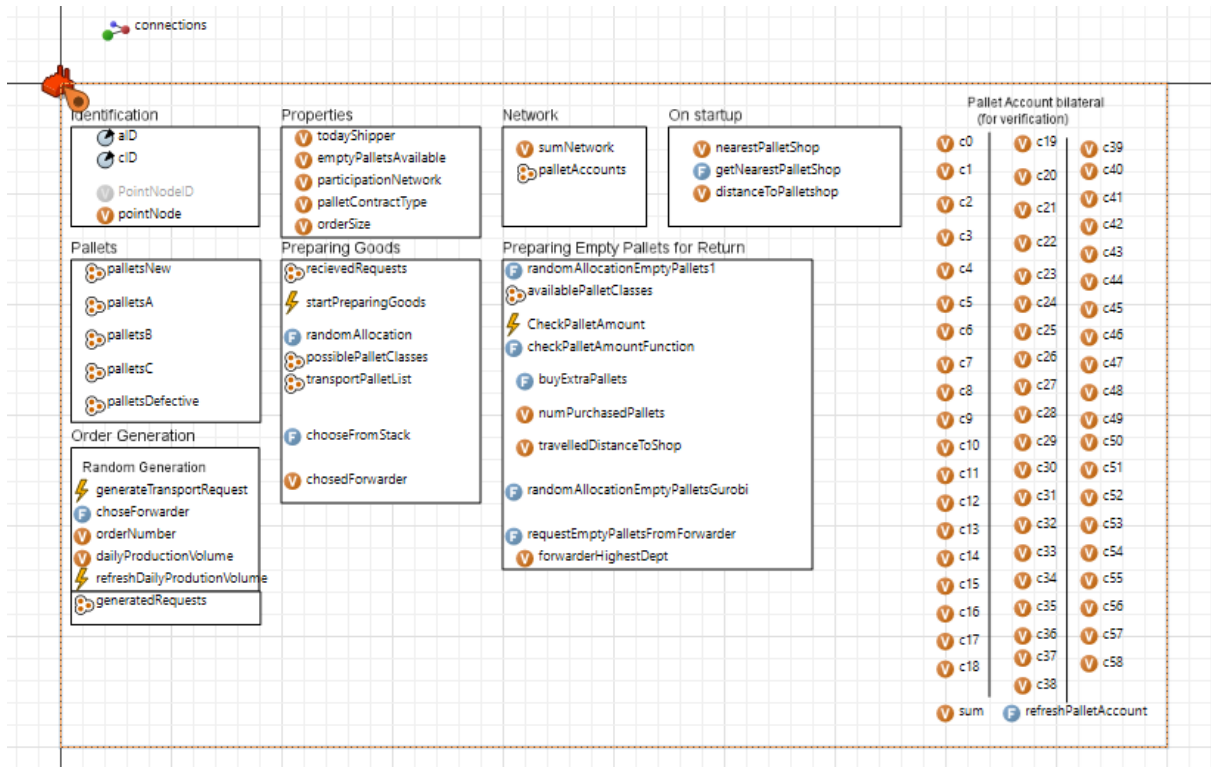 connections
Identification
aID
cID
PointNodeID
pointNode
Properties
todayShipper
emptyPalletsAvailable
participationNetwork
palletContractType
orderSize
Network
sumNetwork
palletAccounts
On startup
nearestPalletShop
getNearestPalletShop
distanceToPalletshop
Pallets
palletsNew
palletsA
palletsB
palletsC
palletsDefective
Preparing Goods
recievedRequests
startPreparingGoods
randomAllocation
possiblePalletClasses
transportPalletList
chooseFromStack
chosedForwarder
Preparing Empty Pallets for Return
randomAllocationEmptyPallets1
availablePalletClasses
CheckPalletAmount
checkPalletAmountFunction
buyExtraPallets
numPurchasedPallets
travelledDistanceToShop
randomAllocationEmptyPalletsGurobi
requestEmptyPalletsFromForwarder
forwarderHighestDept
Order Generation
Random Generation
generateTransportRequest
choseForwarder
orderNumber
dailyProductionVolume
refreshDailyProdutionVolume
generatedRequests
Pallet Account bilateral
(for verification)
c0
c1
c2
c3
c4
c5
c6
c7
c8
c9
c10
c11
c12
c13
c14
c15
c16
c17
c18
c19
c20
c21
c22
c23
c24
c25
c26
c27
c28
c29
c30
c31
c32
c33
c34
c35
c36
c37
c38
c39
c40
c41
c42
c43
c44
c45
c46
c47
c48
c49
c50
c51
c52
c53
c54
c55
c56
c57
c58
sum
refreshPalletAccount